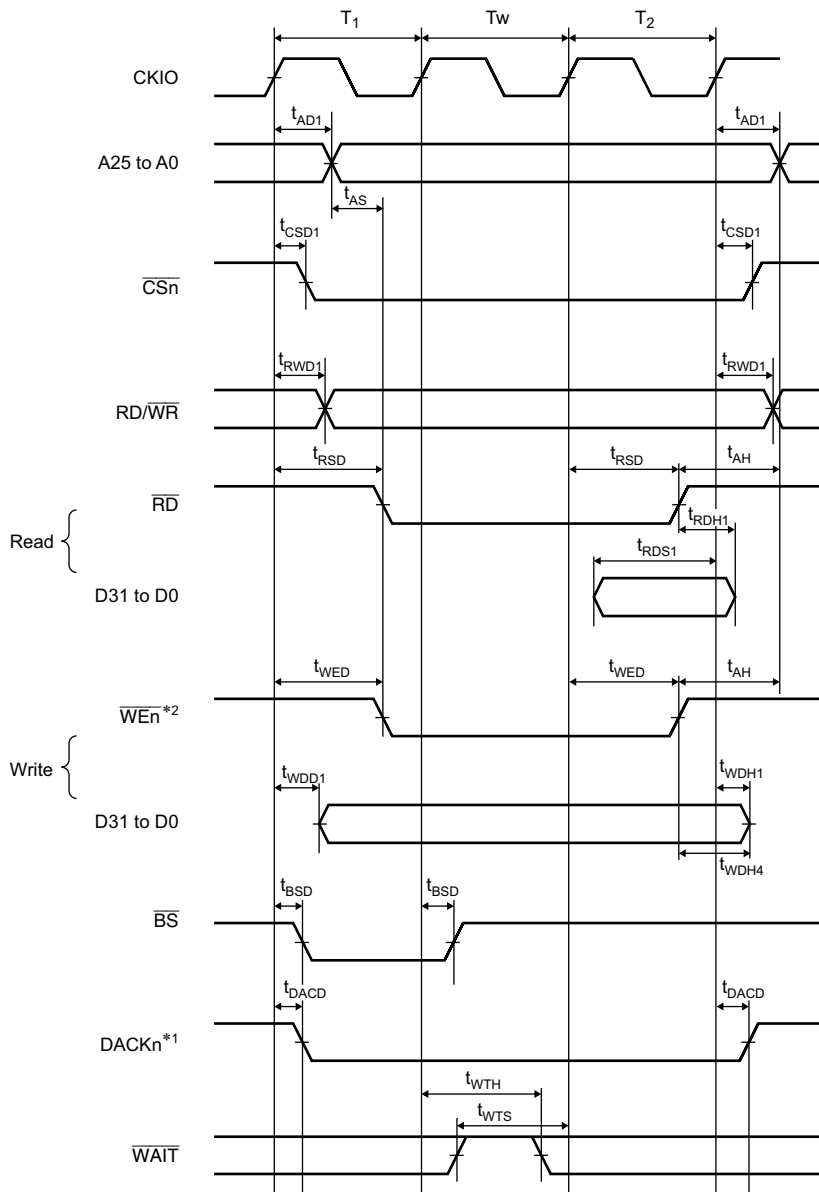 T1 Tw T2
CKIO
tAD1 tAD1
A25 to A0
tAS
tCSD1 tCSD1
CSn
tRWD1 tRWD1
RD/WR
tRSD tRSD tAH
RD
tRDH1
Read
tRDS1
D31 to D0
tWED tWED tAH
WEn*2
Write
tWDD1 tWDH1
D31 to D0
tWDH4
tBSD tBSD
BS
tDACD tDACD
DACKn*1
tWTH
tWTS
WAIT